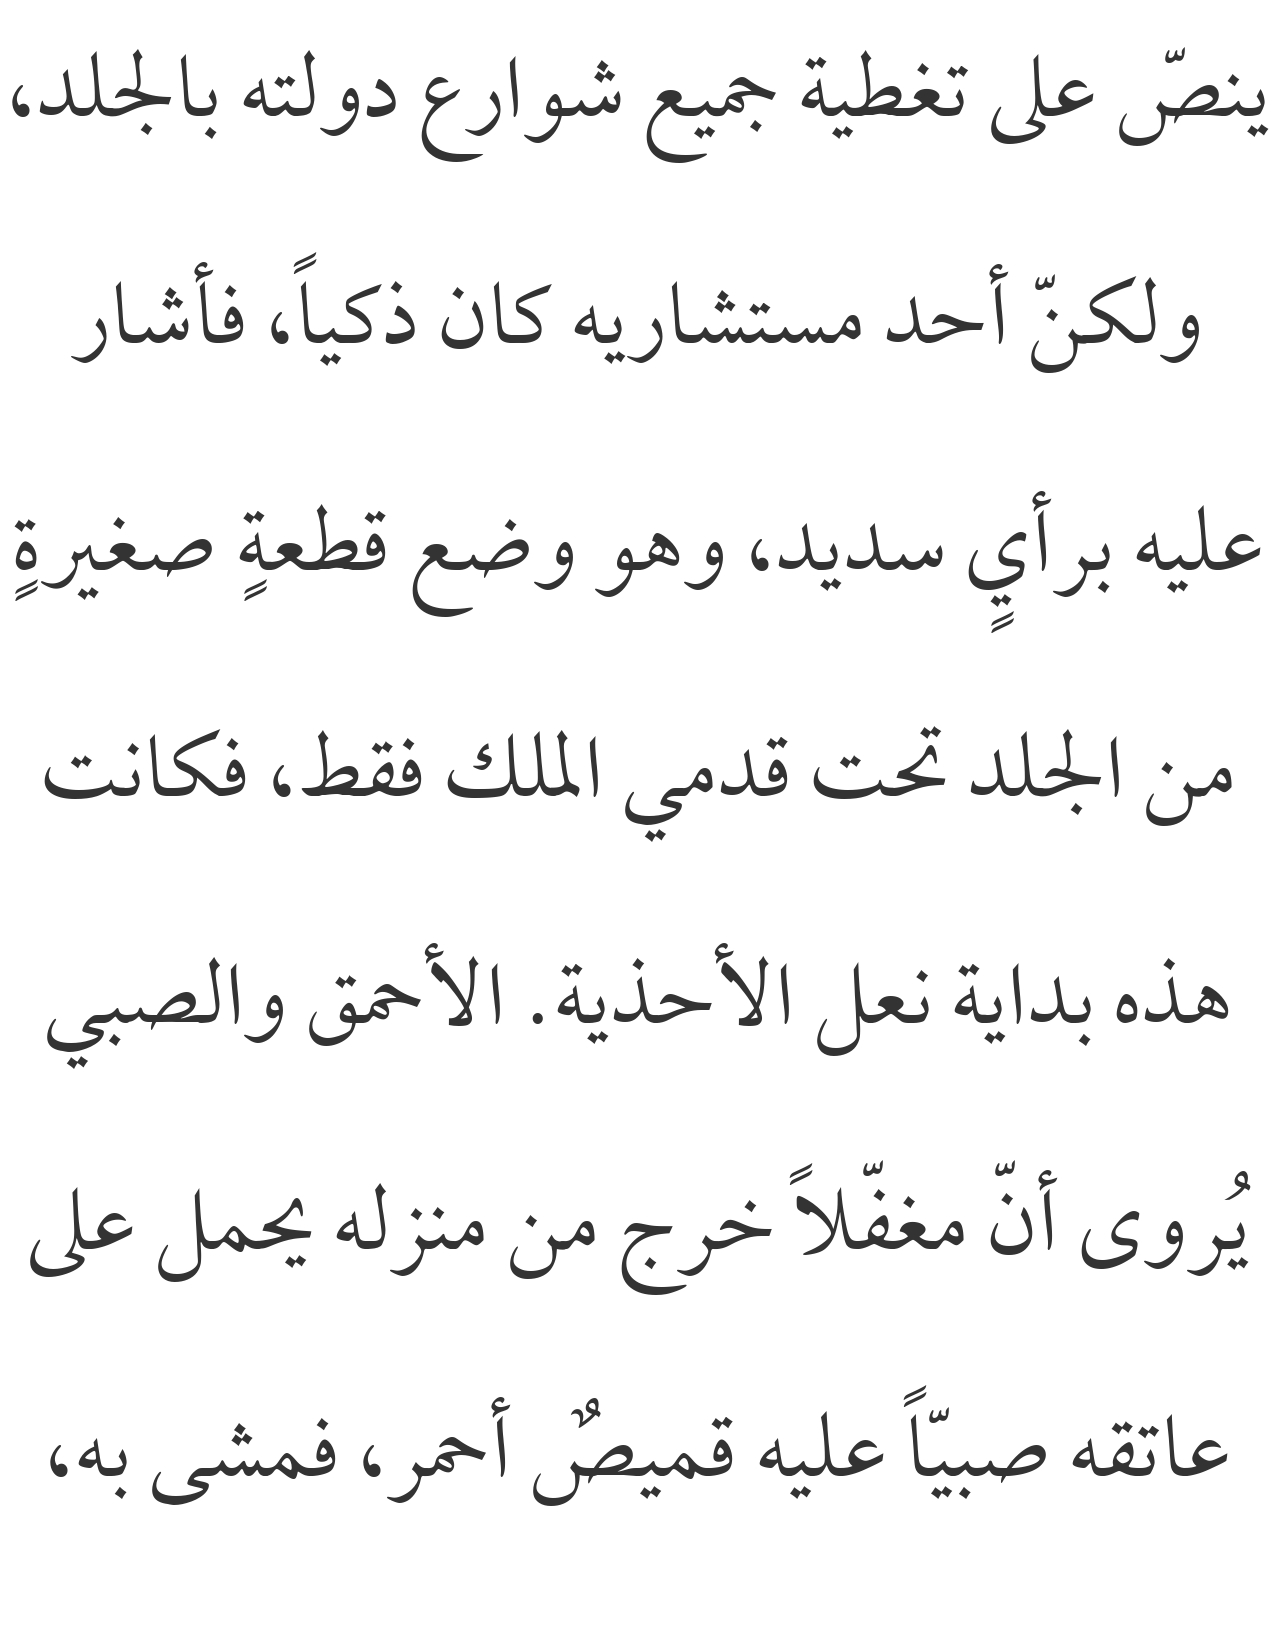 ينصّ على تغطية جميع شوارع دولته بالجلد،
ولكنّ أحد مستشاريه كان ذكياً، فأشار
عليه برأيٍ سديد، وهو وضع قطعةٍ صغيرةٍ
من الجلد تحت قدمي الملك فقط، فكانت
هذه بداية نعل الأحذية. الأحمق والصبي
يُروى أنّ مغفّلاً خرج من منزله يحمل على
عاتقه صبيّاً عليه قميصٌ أحمر، فمشى به،